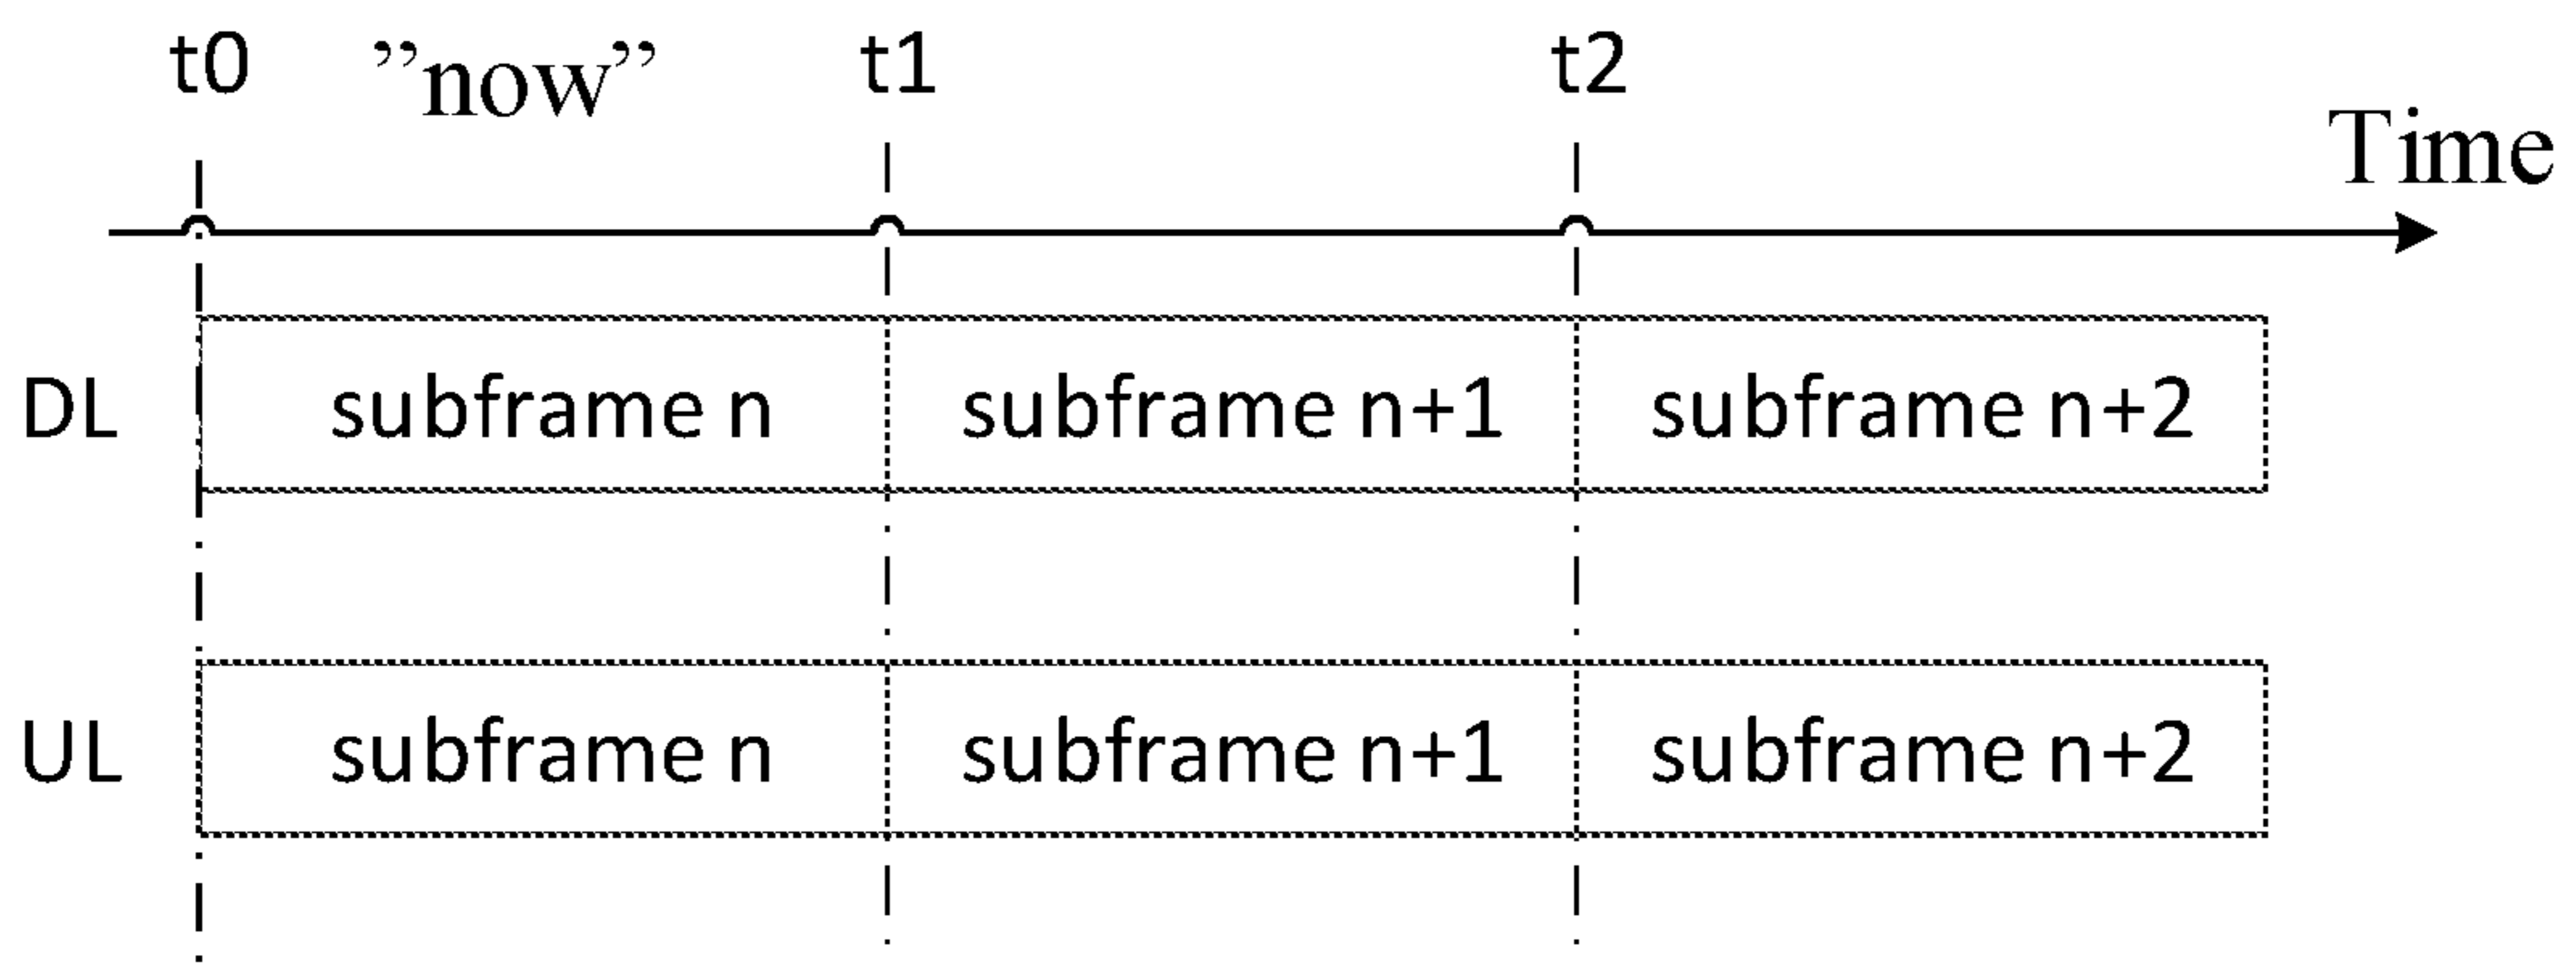 t0 ”now” t1 t2
Time
DL subframe n subframe n+1 subframe n+2
UL subframe n subframe n+1 subframe n+2